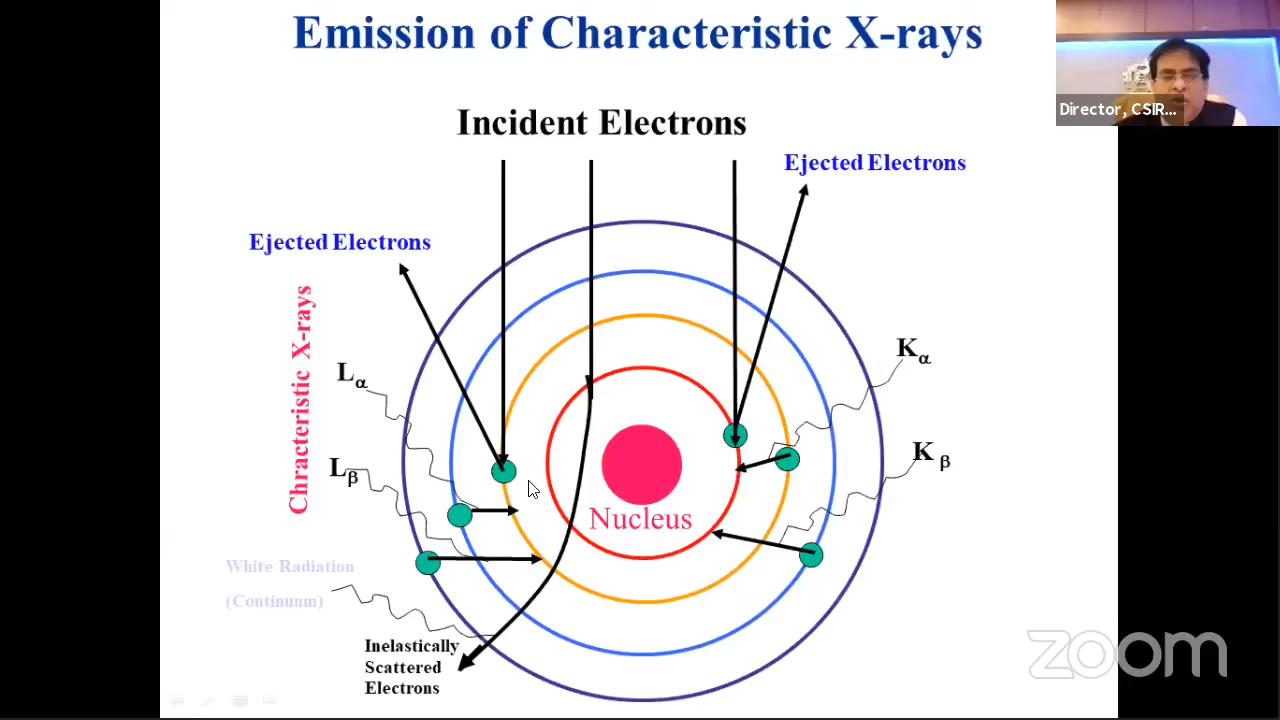 Emission of Characteristic X-rays
Director, CSIR...
Incident Electrons
Ejected Electrons
Ejected Electrons
Chracteristic X-rays
Kα
Lα
K β
Lβ
Nucleus
White Radiation
(Continuum)
Inelastically
Scattered
Electrons
zoom